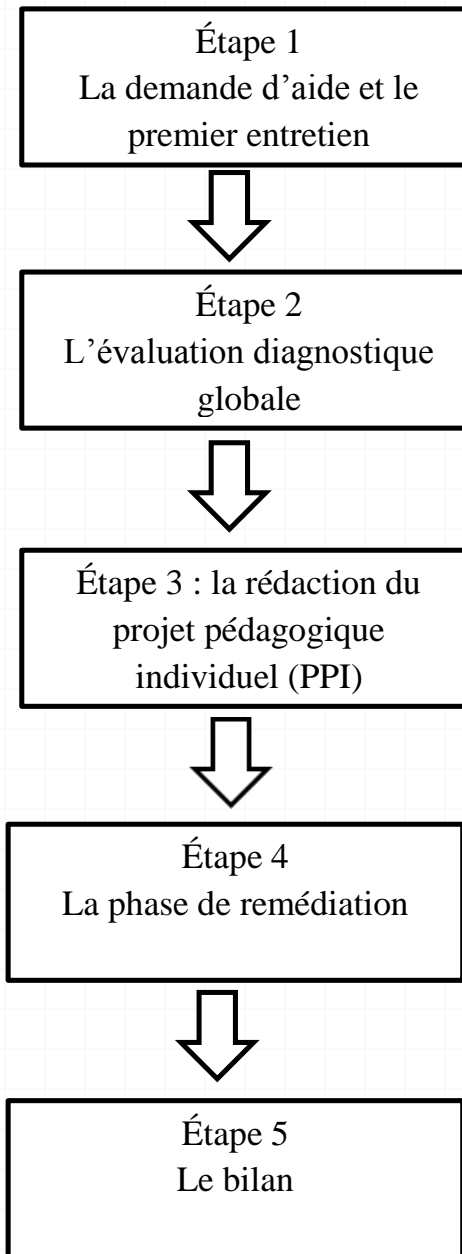 Étape 1
La demande d’aide et le
premier entretien
Étape 2
L’évaluation diagnostique
globale
Étape 3 : la rédaction du
projet pédagogique
individuel (PPI)
Étape 4
La phase de remédiation
Étape 5
Le bilan